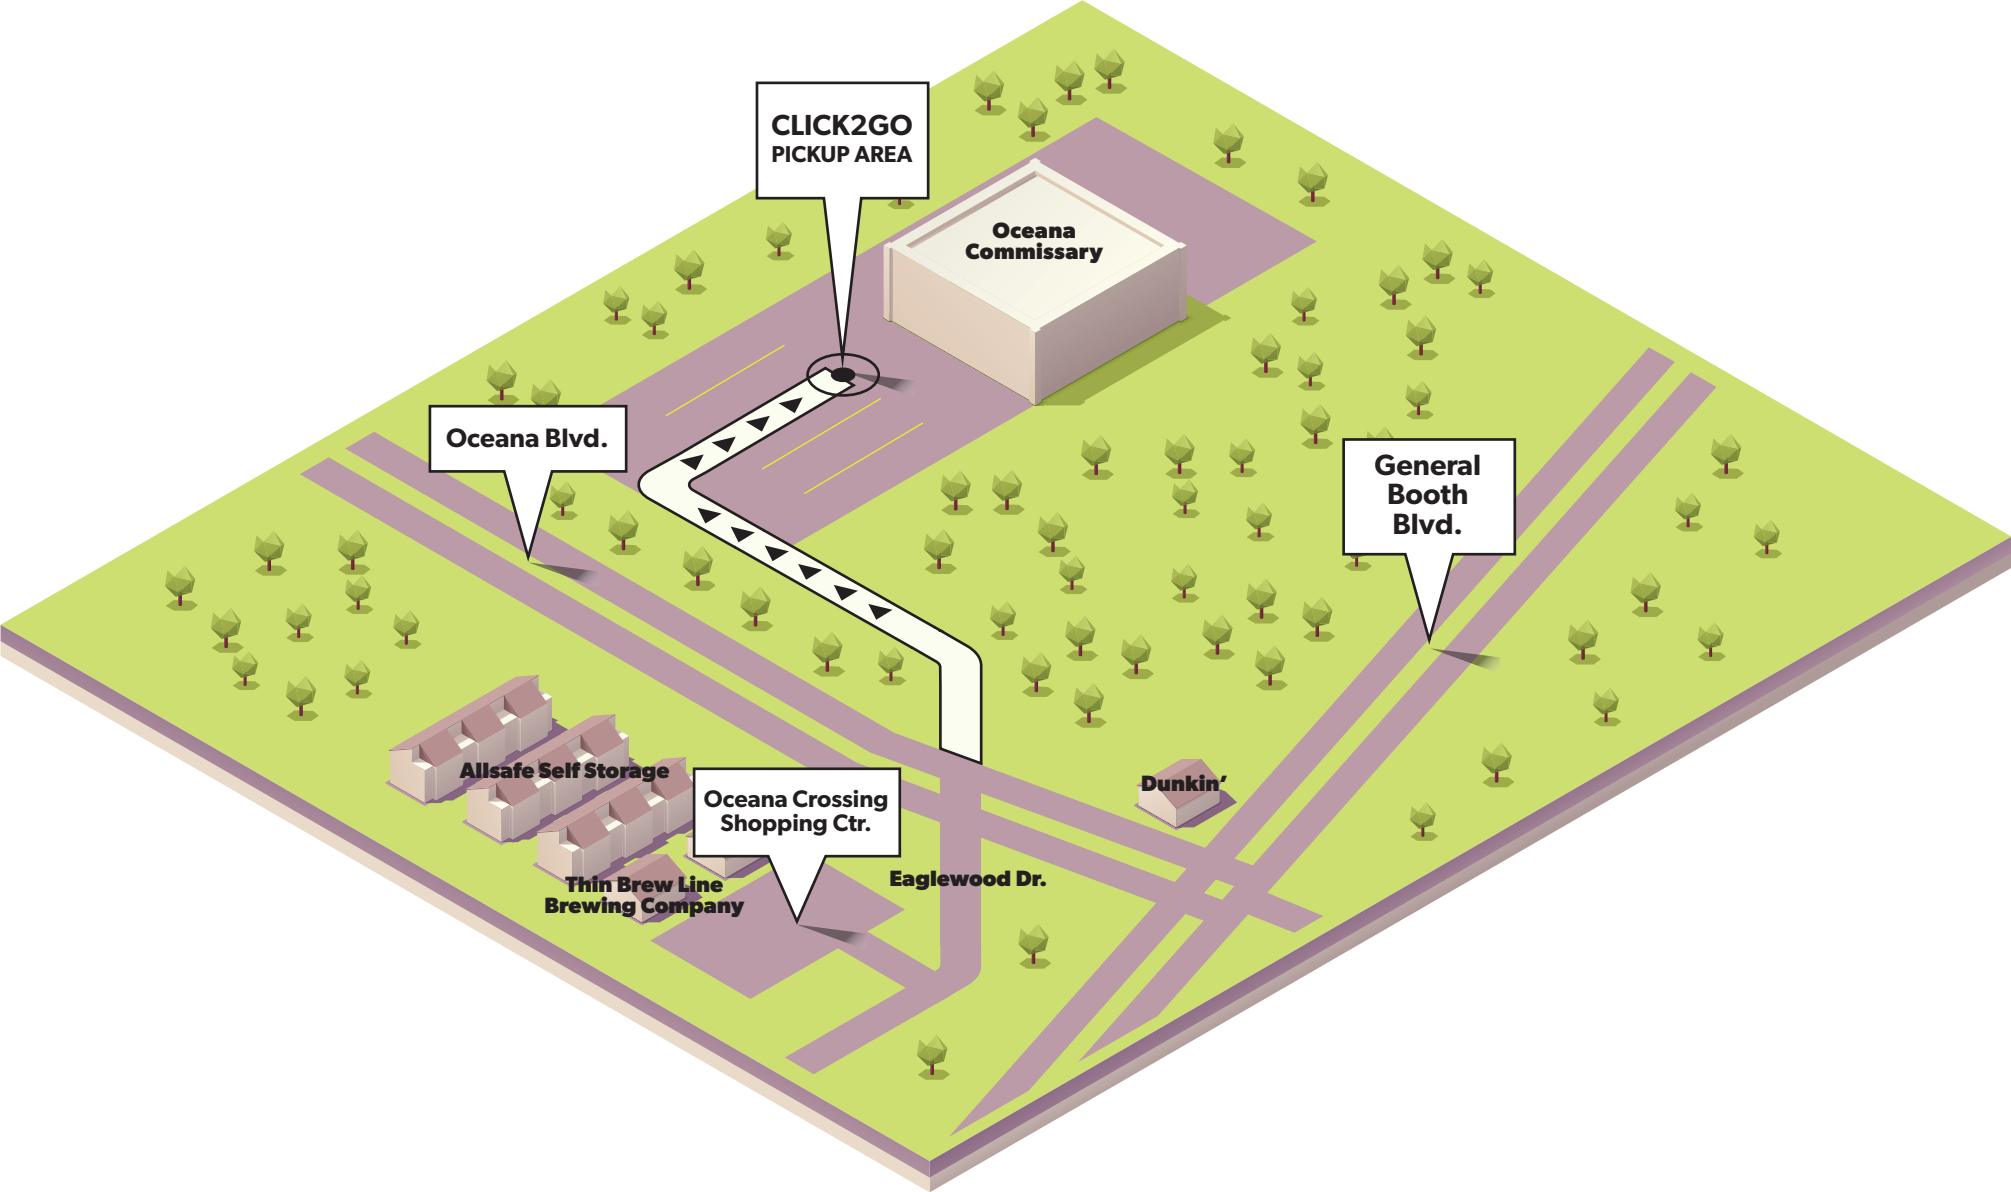 CLICK2GO
PICKUP AREA
Oceana
Commissary
Oceana Blvd.
General
Booth
Blvd.
Allsafe Self Storage
Dunkin’
Oceana Crossing
Shopping Ctr.
Eaglewood Dr.
Thin Brew Line
Brewing Company